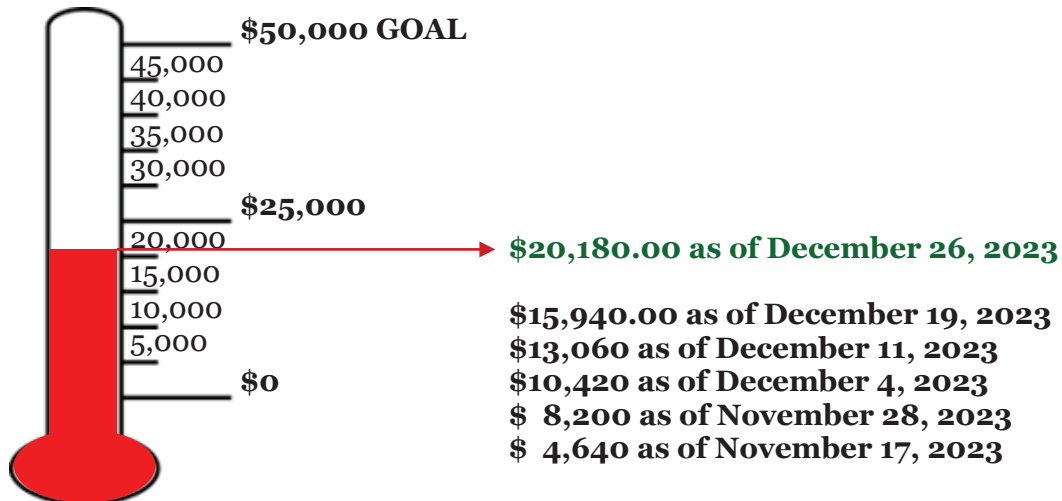 $50,000 GOAL
45,000
40,000
35,000
30,000
$25,000
20,000
$20,180.00 as of December 26, 2023
15,000
$15,940.00 as of December 19, 2023
10,000
5,000
$13,060 as of December 11, 2023
$0
$10,420 as of December 4, 2023
$ 8,200 as of November 28, 2023
$ 4,640 as of November 17, 2023